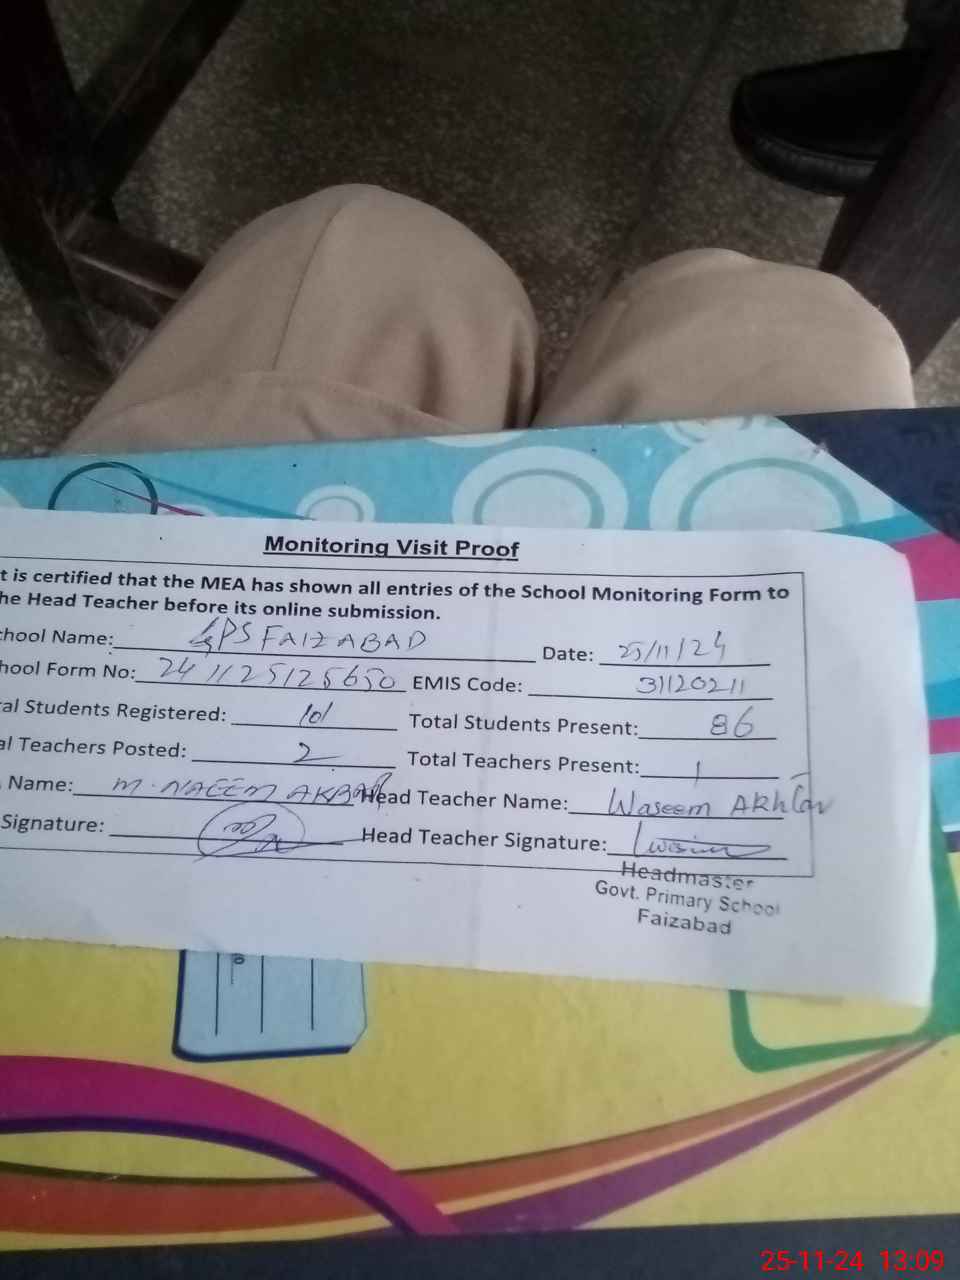 Monitoring Visit Proof
t is certified that the MEA has shown all entries of the School Monitoring Form to
he Head Teacher before its online submission.
chool Name: GPS FAIZABAD Date: 25/11/24
hool Form No: 241125125650 EMIS Code: 31120211
al Students Registered: 101 Total Students Present: 86
al Teachers Posted: 2 Total Teachers Present: 1
Name: M. NAEEM AKBAR Head Teacher Name: Waseem Akhtar
Signature: Head Teacher Signature:
Headmaster
Govt. Primary School
Faizabad
25-11-24 13:09